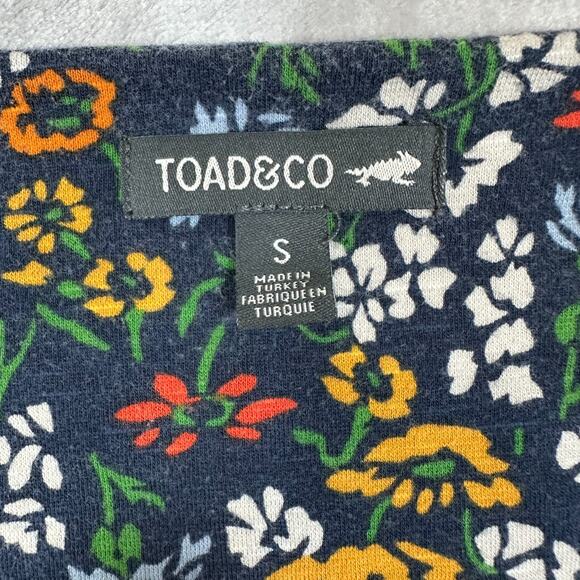 TOAD&CO
S
MADE IN
TURKEY
FABRIQUE EN
TURQUIE